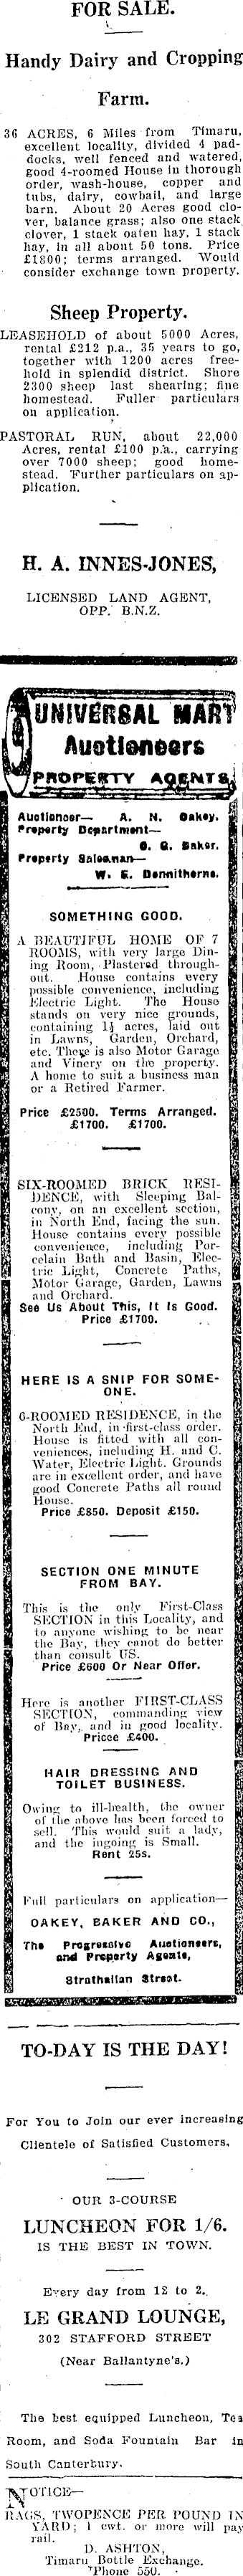 FOR SALE.
Handy Dairy and Cropping
Farm.
36 ACRES, 6 Miles from Timaru,
excellent locality, divided 4 pad-
docks, well fenced and watered,
good 4-roomed House in thorough
order, wash-house, copper and
tubs, dairy, cowbail, and large
barn. About 20 Acres good clo-
ver, balance grass; also one stack
clover, 1 stack oaten hay, 1 stack
hay, in all about 50 tons. Price
£1800; terms arranged. Would
consider exchange town property.
Sheep Property.
LEASEHOLD of about 5000 Acres,
rental £212 p.a., 35 years to go,
together with 1200 acres free-
hold in splendid district. Shore
2300 sheep last shearing; fine
homestead. Fuller particulars
on application.
PASTORAL RUN, about 22,000
Acres, rental £100 p.a., carrying
over 7000 sheep; good home-
stead. Further particulars on ap-
plication.
H. A. INNES-JONES,
LICENSED LAND AGENT,
OPP. B.N.Z.
UNIVERSAL MART
Auctioneers
PROPERTY AGENTS
Auctioneer— A. N. Oakey.
Property Department—
G. G. Baker.
Property Salesman—
W. E. Dennitherne.
SOMETHING GOOD.
A BEAUTIFUL HOME OF 7
ROOMS, with very large Din-
ing Room, Plastered through-
out. House contains every
possible convenience, including
Electric Light. The House
stands on very nice grounds,
containing 1¼ acres, laid out
in Lawns, Garden, Orchard,
etc. There is also Motor Garage
and Vinery on the property.
A home to suit a business man
or a Retired Farmer.
Price £2500. Terms Arranged.
£1700. £1700.
SIX-ROOMED BRICK RESI-
DENCE, with Sleeping Bal-
cony, on an excellent section,
in North End, facing the sun.
House contains every possible
convenience, including Por-
celain Bath and Basin, Elec-
tric Light, Concrete Paths,
Motor Garage, Garden, Lawns
and Orchard.
See Us About This, It Is Good.
Price £1700.
HERE IS A SNIP FOR SOME-
ONE.
6-ROOMED RESIDENCE, in the
North End, in first-class order.
House is fitted with all con-
veniences, including H. and C.
Water, Electric Light. Grounds
are in excellent order, and have
good Concrete Paths all round
House.
Price £850. Deposit £150.
SECTION ONE MINUTE
FROM BAY.
This is the only First-Class
SECTION in this Locality, and
to anyone wishing to be near
the Bay, they canot do better
than consult US.
Price £600 Or Near Offer.
Here is another FIRST-CLASS
SECTION, commanding view
of Bay, and in good locality.
Pricee £400.
HAIR DRESSING AND
TOILET BUSINESS.
Owing to ill-health, the owner
of the above has been forced to
sell. This would suit a lady,
and the ingoing is Small.
Rent 25s.
Full particulars on application—
OAKEY, BAKER AND CO.,
The Progressive Auctioneers,
and Property Agents,
Strathallan Street.
TO-DAY IS THE DAY!
For You to Join our ever increasing
Clientele of Satisfied Customers.
OUR 3-COURSE
LUNCHEON FOR 1/6.
IS THE BEST IN TOWN.
Every day from 12 to 2.
LE GRAND LOUNGE,
302 STAFFORD STREET
(Near Ballantyne's.)
The best equipped Luncheon, Tea
Room, and Soda Fountain Bar in
South Canterbury.
NOTICE—
RAGS, TWOPENCE PER POUND IN
YARD; 1 cwt. or more will pay
rail.
D. ASHTON,
Timaru Bottle Exchange.
'Phone 550.